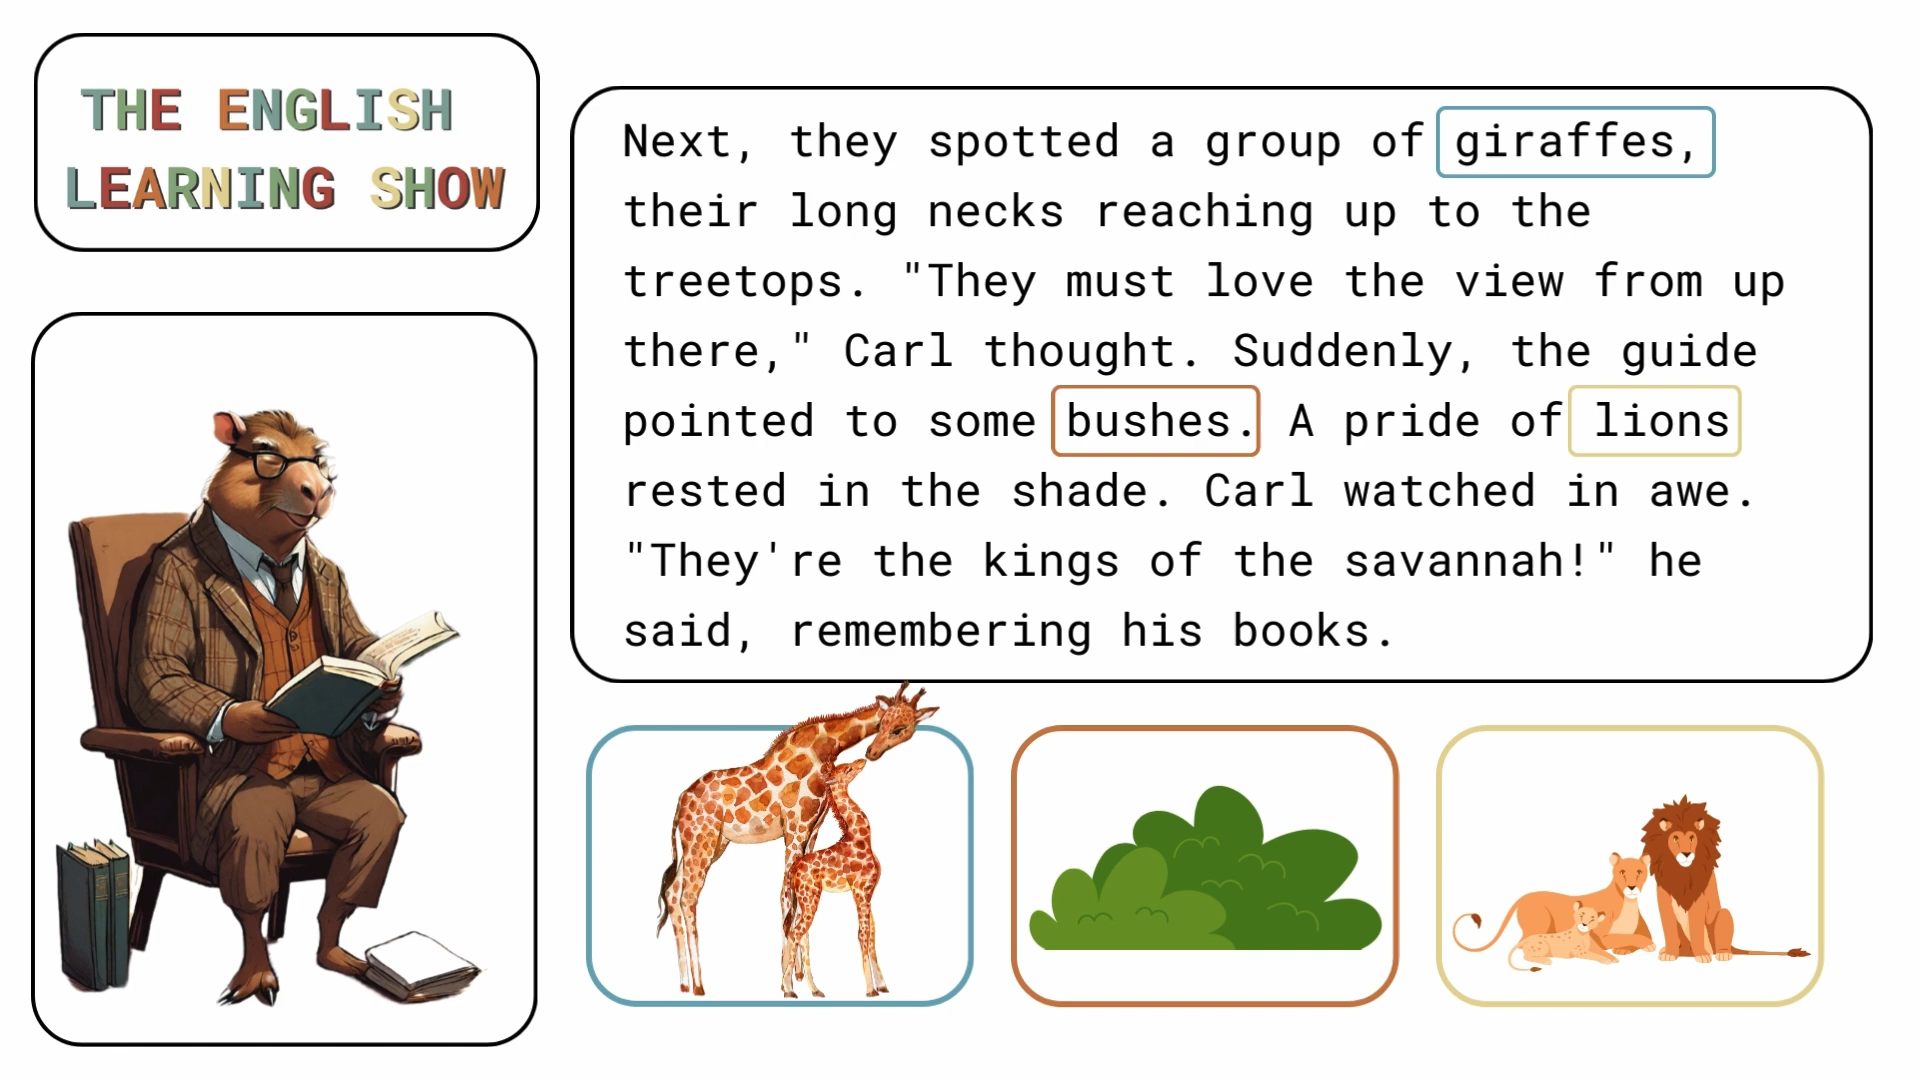 THE ENGLISH
LEARNING SHOW
Next, they spotted a group of giraffes,
their long necks reaching up to the
treetops. "They must love the view from up
there," Carl thought. Suddenly, the guide
pointed to some bushes. A pride of lions
rested in the shade. Carl watched in awe.
"They're the kings of the savannah!" he
said, remembering his books.